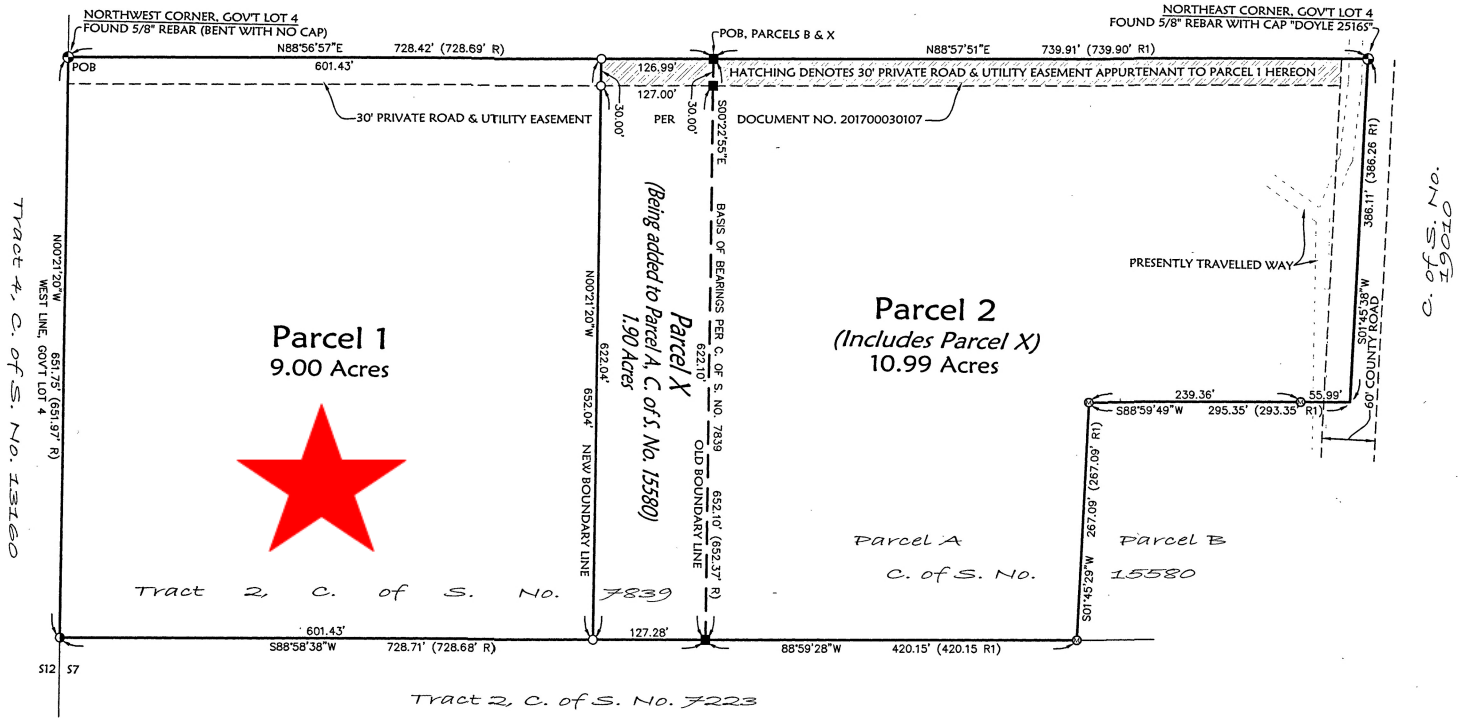 NORTHWEST CORNER, GOV'T LOT 4
FOUND 5/8" REBAR (BENT WITH NO CAP)
NORTHEAST CORNER, GOV'T LOT 4
FOUND 5/8" REBAR WITH CAP "DOYLE 2516S"
POB, PARCELS B & X
N88°56'57"E 728.42' (728.69' R)
N88°57'51"E 739.91' (739.90' R1)
POB
601.43'
126.99'
HATCHING DENOTES 30' PRIVATE ROAD & UTILITY EASEMENT APPURTENANT TO PARCEL 1 HEREON
127.00'
30' PRIVATE ROAD & UTILITY EASEMENT PER DOCUMENT NO. 201700030107
30.00'
30.00'
S00°22'55"E BASIS OF BEARINGS PER C. OF S. NO. 7839 652.10' (652.37' R)
622.10'
OLD BOUNDARY LINE
Parcel X
(Being added to Parcel A, C. of S. No. 15580)
1.90 Acres
N00°21'20"W 652.04' NEW BOUNDARY LINE
622.04'
N00°21'20"W 651.75' (651.97' R)
WEST LINE, GOV'T LOT 4
Tract 4, C. of S. No. 13160
Parcel 1
9.00 Acres
Parcel 2
(Includes Parcel X)
10.99 Acres
PRESENTLY TRAVELLED WAY
386.11' (386.26 R1)
S01°45'38"W
60' COUNTY ROAD
C. of S. No.
19010
239.36'
55.99'
S88°59'49"W 295.35' (293.35' R1)
S01°45'29"W 267.09' (267.09' R1)
Parcel A Parcel B
C. of S. No. 15580
Tract 2, C. of S. No. 7839
601.43'
127.28'
S88°58'38"W 728.71' (728.68' R)
88°59'28"W 420.15' (420.15 R1)
S12 S7
Tract 2, C. of S. No. 7223